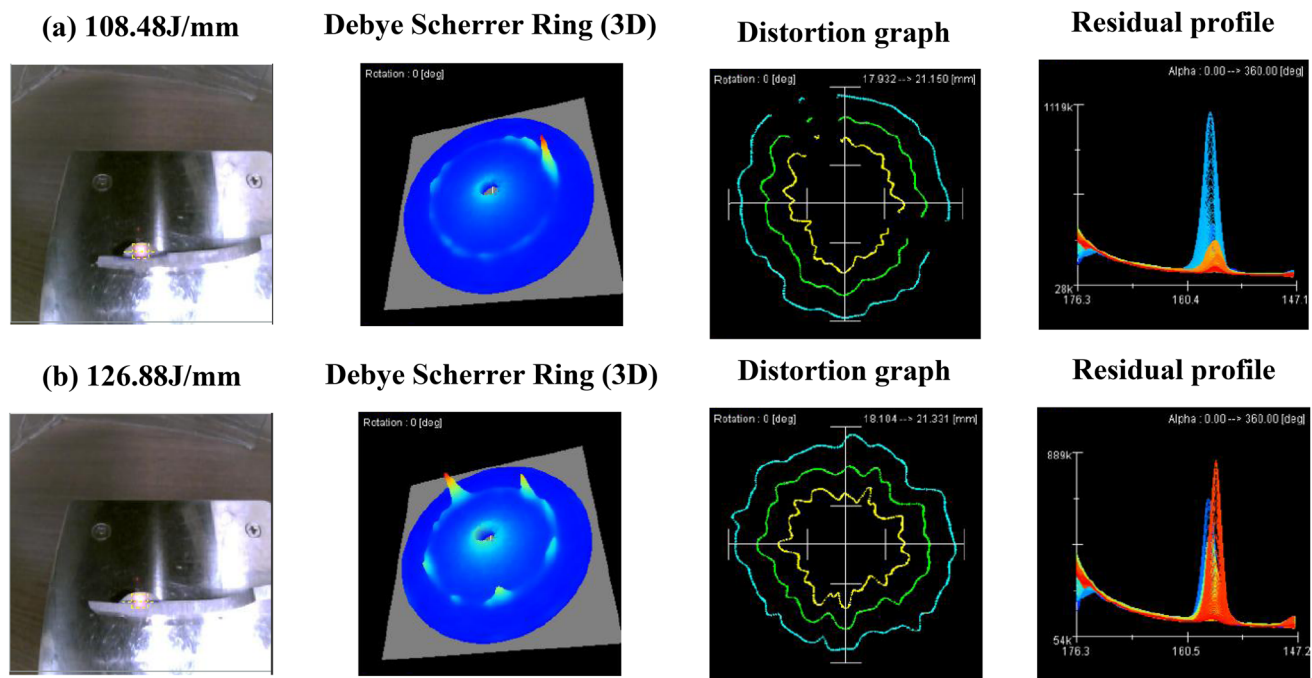 (a) 108.48J/mm
Debye Scherrer Ring (3D)
Distortion graph
Residual profile
Rotation : 0 [deg]
Rotation : 0 [deg]
17.932 --> 21.150 [mm]
Alpha : 0.00 --> 360.00 [deg]
1119k
28k
176.3
160.4
147.1
(b) 126.88J/mm
Debye Scherrer Ring (3D)
Distortion graph
Residual profile
Rotation : 0 [deg]
Rotation : 0 [deg]
18.104 --> 21.331 [mm]
Alpha : 0.00 --> 360.00 [deg]
889k
54k
176.3
160.5
147.2